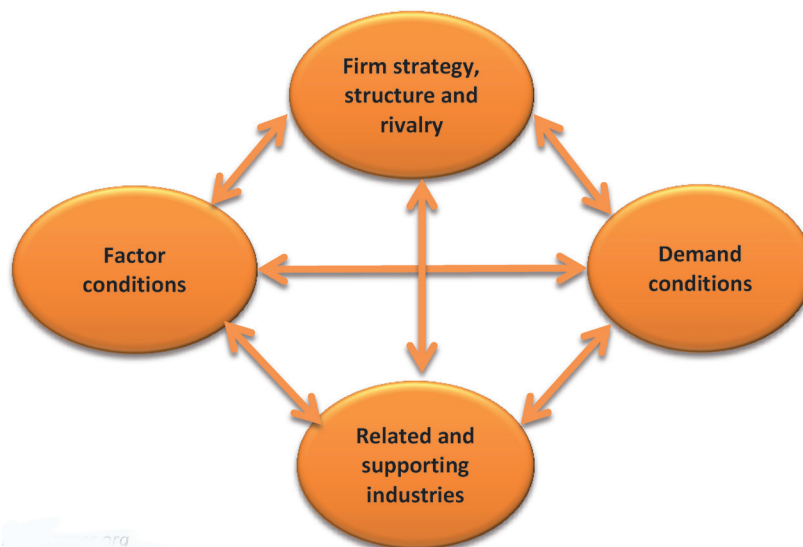 Firm strategy,
structure and
rivalry
Factor
conditions
Demand
conditions
Related and
supporting
industries